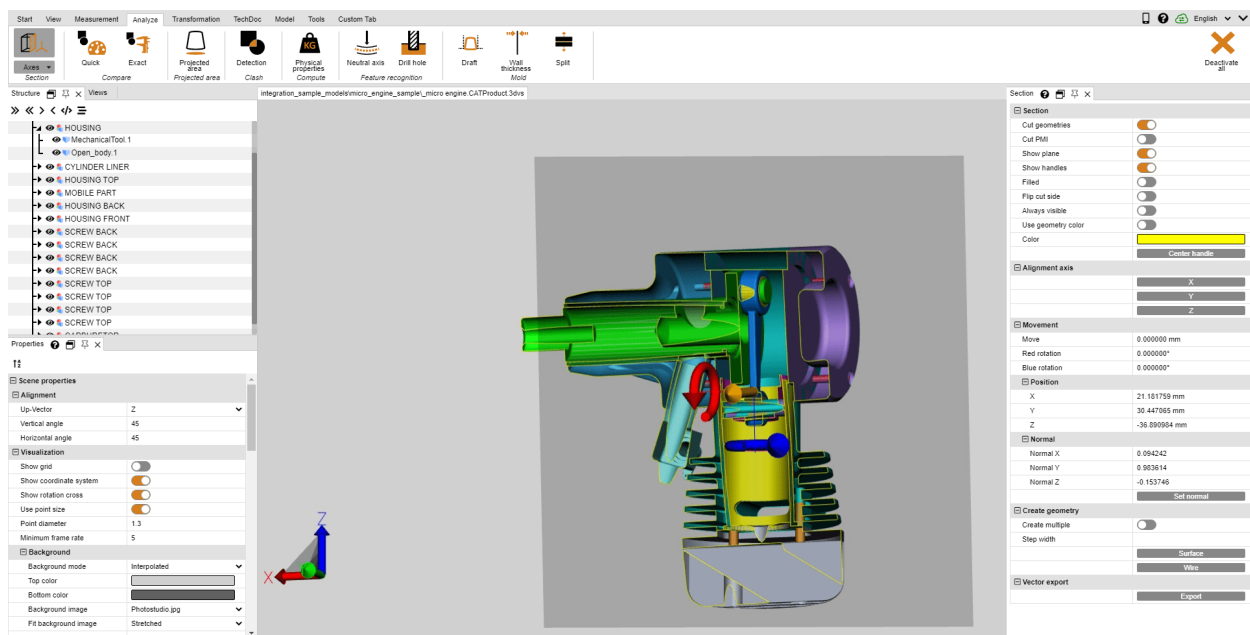 Start View Measurement Analyze Transformation TechDoc Model Tools Custom Tab English
KG
Axes Quick Exact Projected area Detection Physical properties Neutral axis Drill hole Draft Wall thickness Split Deactivate all
Section Compare Projected area Clash Compute Feature recognition Mold
Structure Views
HOUSING
MechanicalTool.1
Open_body.1
CYLINDER LINER
HOUSING TOP
MOBILE PART
HOUSING BACK
HOUSING FRONT
SCREW BACK
SCREW BACK
SCREW BACK
SCREW BACK
SCREW TOP
SCREW TOP
SCREW TOP
SCREW TOP
CARBURETOR
Properties
Scene properties
Alignment
Up-Vector Z
Vertical angle 45
Horizontal angle 45
Visualization
Show grid
Show coordinate system
Show rotation cross
Use point size
Point diameter 1.3
Minimum frame rate 5
Background
Background mode Interpolated
Top color
Bottom color
Background image Photostudio.jpg
Fit background image Stretched
integration_sample_models\micro_engine_sample\_micro engine.CATProduct.3dvs
Z
X
Section
Section
Cut geometries
Cut PMI
Show plane
Show handles
Filled
Flip cut side
Always visible
Use geometry color
Color
Center handle
Alignment axis
X
Y
Z
Movement
Move 0.000000 mm
Red rotation 0.000000°
Blue rotation 0.000000°
Position
X 21.181759 mm
Y 30.447065 mm
Z -36.890984 mm
Normal
Normal X 0.094242
Normal Y 0.983614
Normal Z -0.153746
Set normal
Create geometry
Create multiple
Step width
Surface
Wire
Vector export
Export